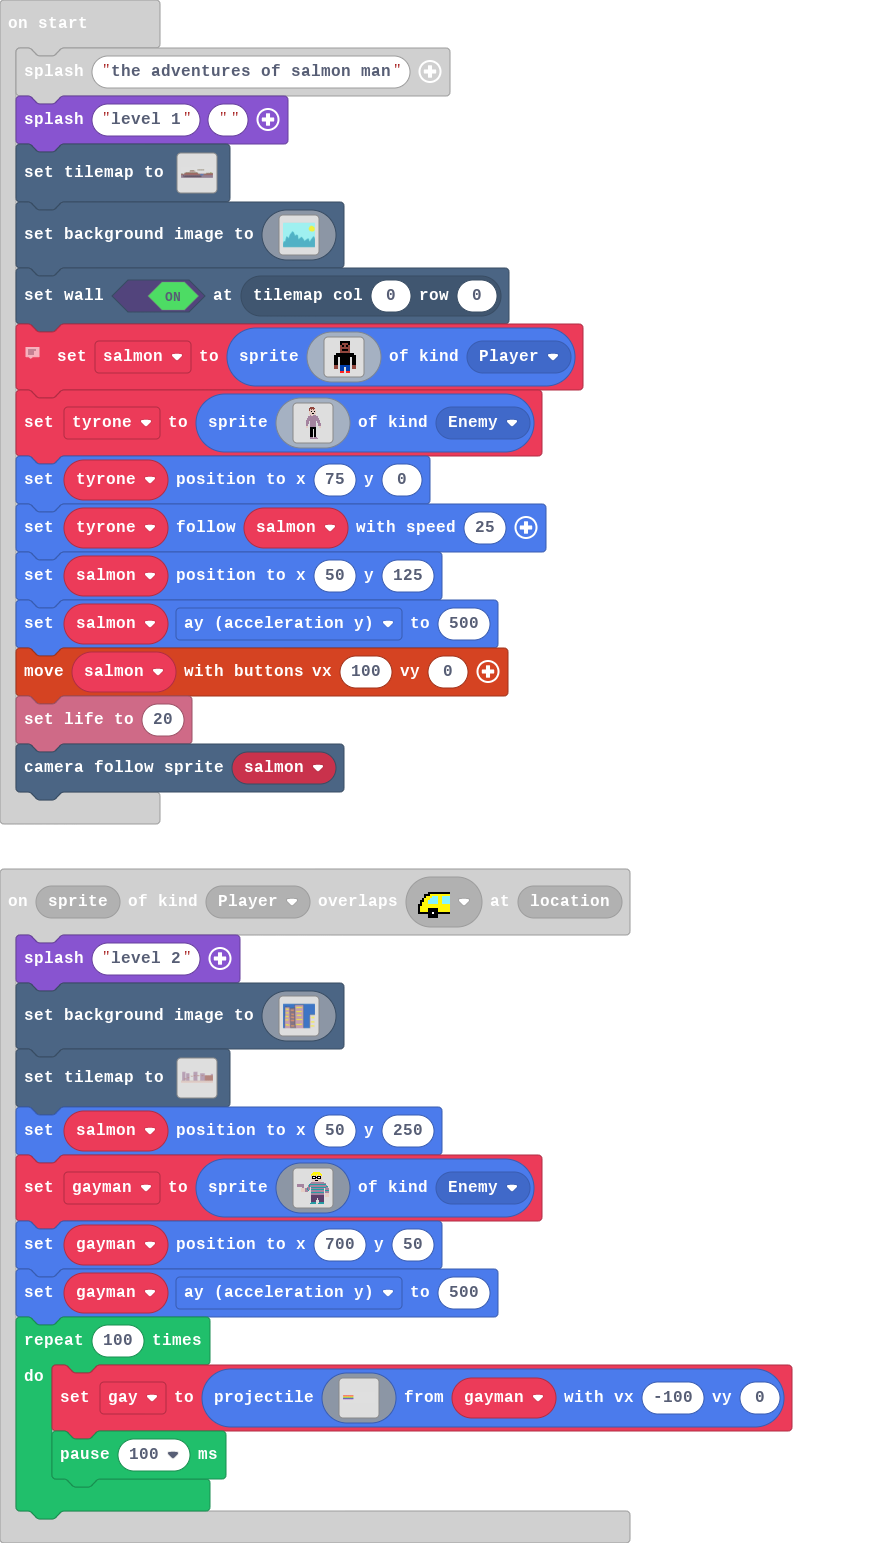 on start
splash "the adventures of salmon man"
splash "level 1" ""
set tilemap to
set background image to
set wall ON at tilemap col 0 row 0
set salmon to sprite of kind Player
set tyrone to sprite of kind Enemy
set tyrone position to x 75 y 0
set tyrone follow salmon with speed 25
set salmon position to x 50 y 125
set salmon ay (acceleration y) to 500
move salmon with buttons vx 100 vy 0
set life to 20
camera follow sprite salmon
on sprite of kind Player overlaps at location
splash "level 2"
set background image to
set tilemap to
set salmon position to x 50 y 250
set gayman to sprite of kind Enemy
set gayman position to x 700 y 50
set gayman ay (acceleration y) to 500
repeat 100 times
do
set gay to projectile from gayman with vx -100 vy 0
pause 100 ms